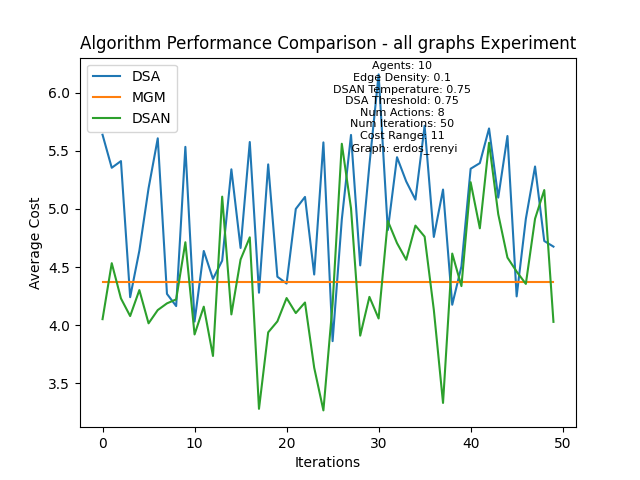 Algorithm Performance Comparison - all graphs Experiment
DSA
MGM
DSAN
Agents: 10
Edge Density: 0.1
DSAN Temperature: 0.75
DSA Threshold: 0.75
Num Actions: 8
Num Iterations: 50
Cost Range: 11
Graph: erdos_renyi
Average Cost
6.0
5.5
5.0
4.5
4.0
3.5
0 10 20 30 40 50
Iterations